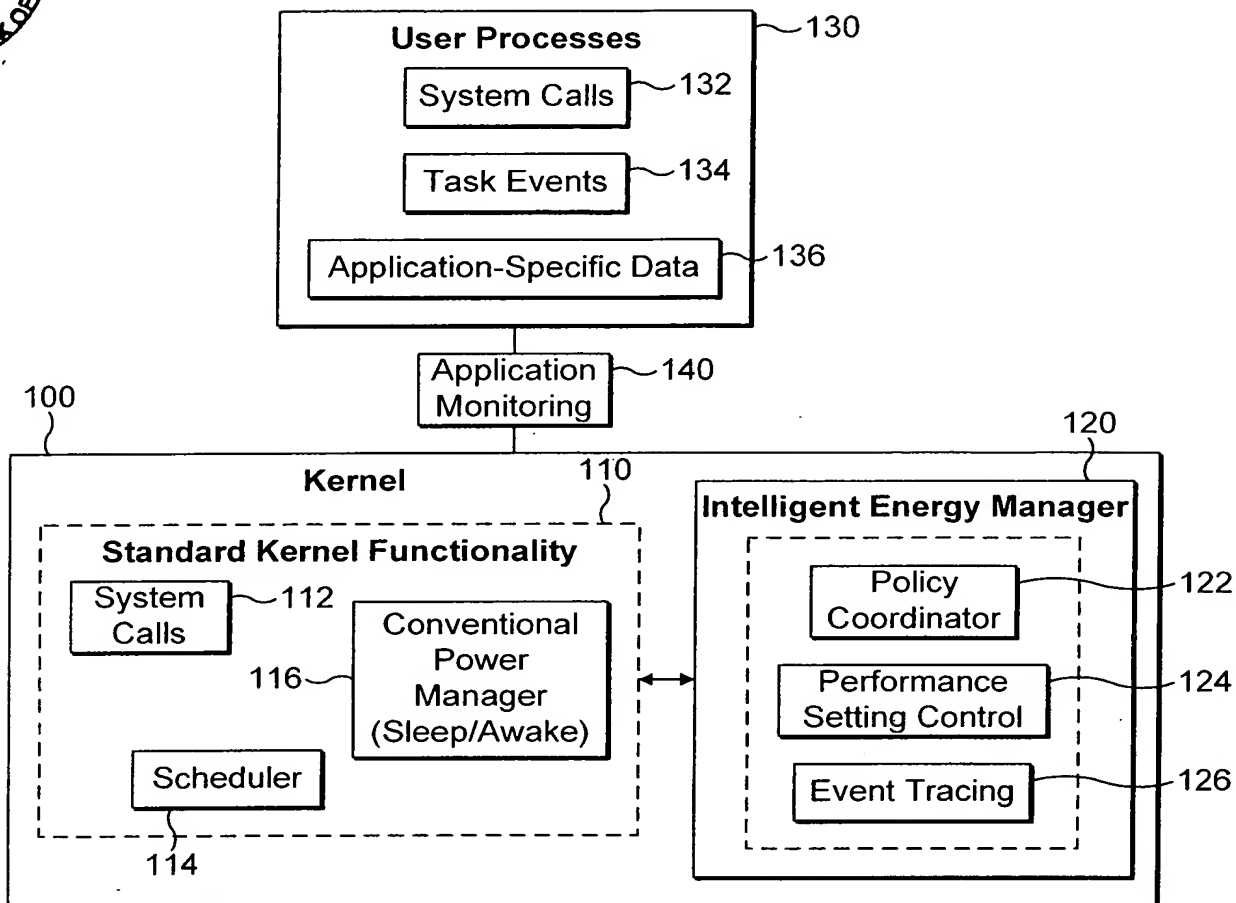 User Processes
130
System Calls
132
Task Events
134
Application-Specific Data
136
Application
Monitoring
140
100
Kernel
110
120
Standard Kernel Functionality
System
Calls
112
Conventional
Power
Manager
(Sleep/Awake)
116
Scheduler
114
Intelligent Energy Manager
Policy
Coordinator
122
Performance
Setting Control
124
Event Tracing
126